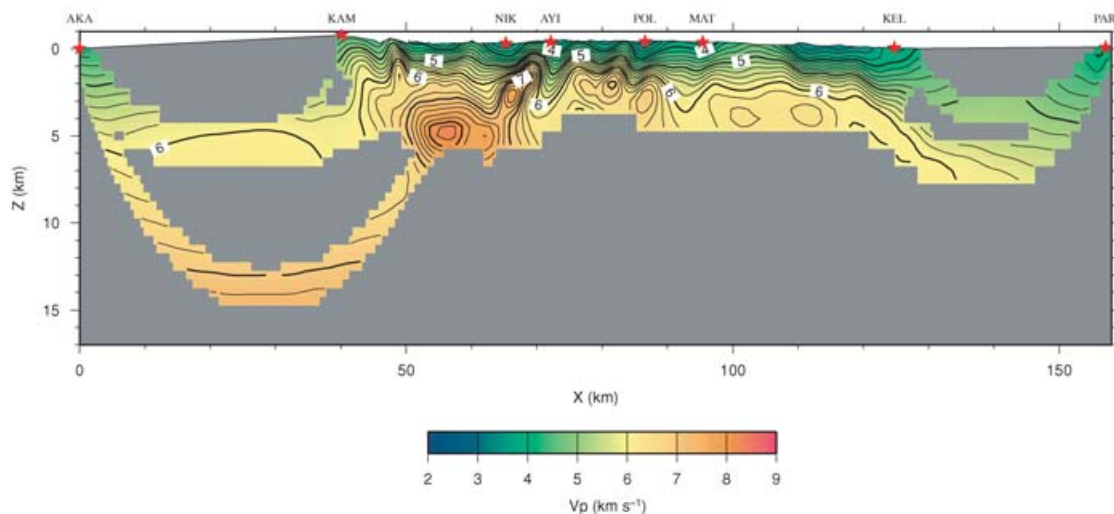 AKA KAM NIK AYI POL MAT KEL PAR
0
4 4
5 5 5
6 6 7 6 6 6
6
5
10
15
Z (km)
0 50 100 150
X (km)
2 3 4 5 6 7 8 9
Vp (km s⁻¹)